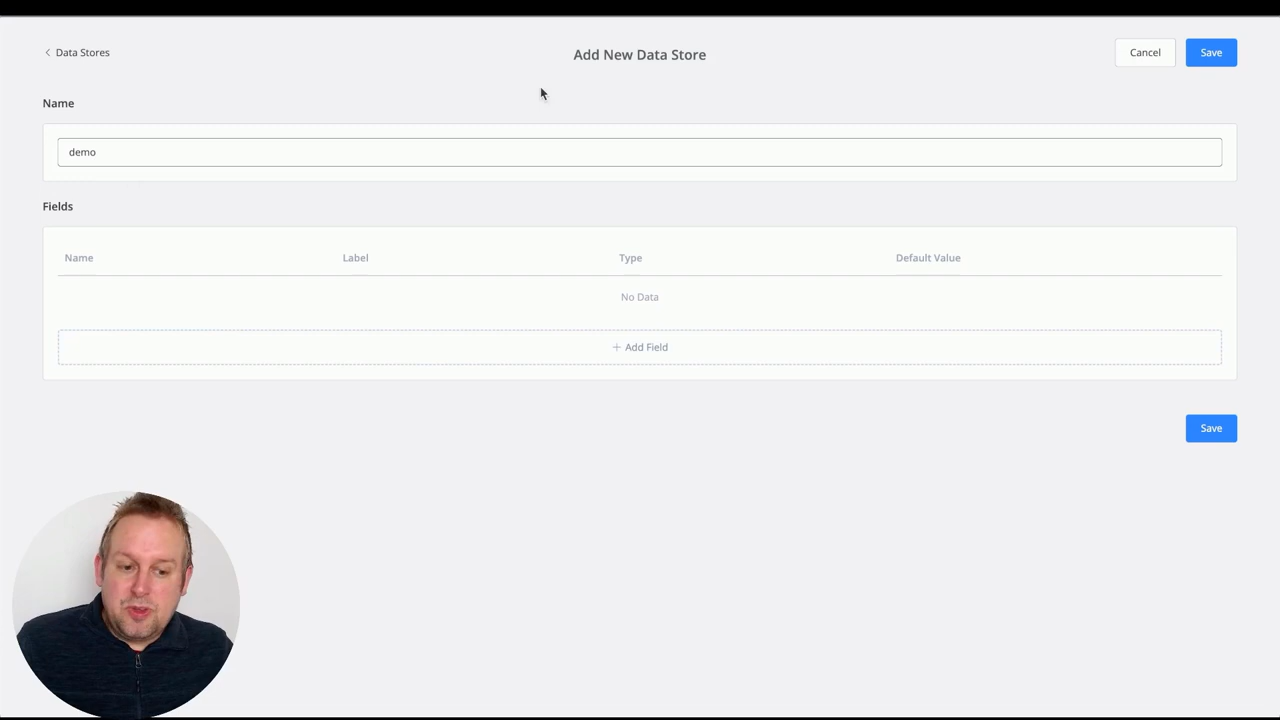 Data Stores
Add New Data Store
Cancel
Save
Name
demo
Fields
Name Label Type Default Value
No Data
+ Add Field
Save